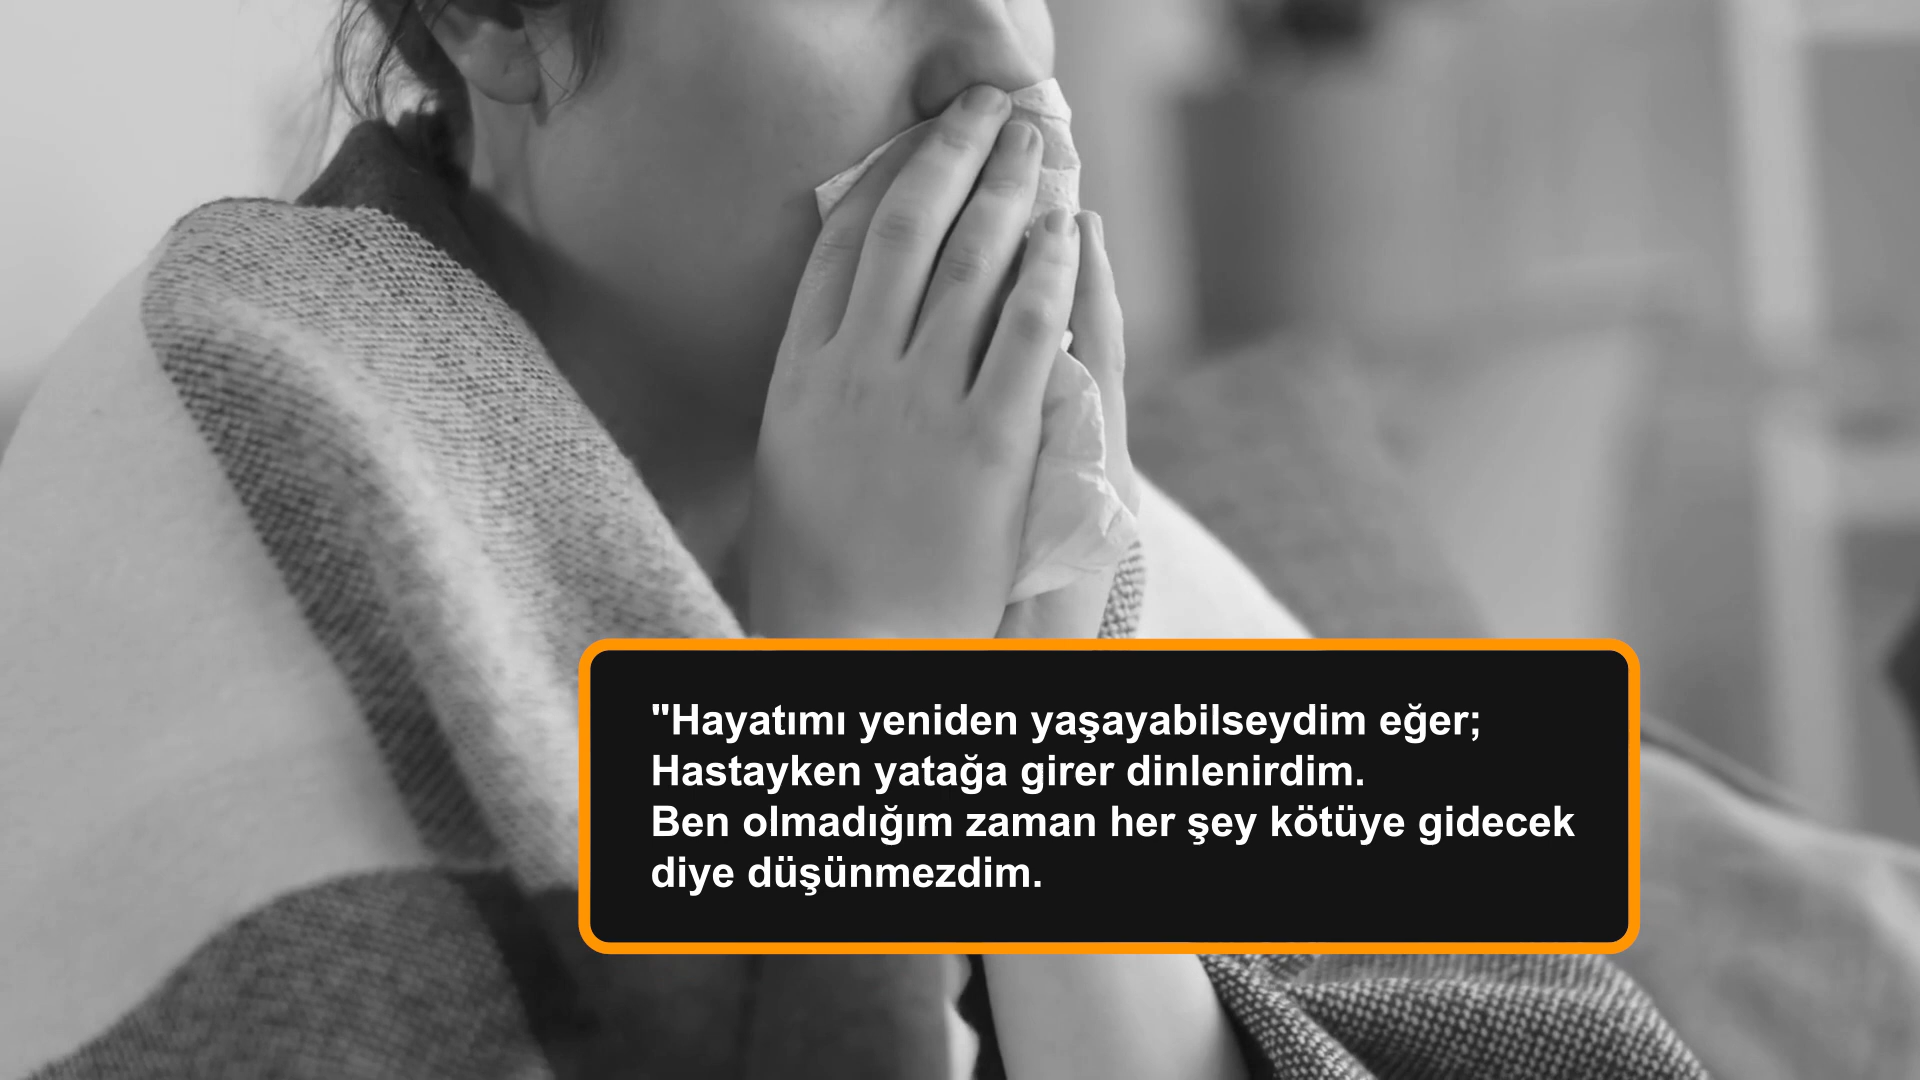 "Hayatımı yeniden yaşayabilseydim eğer;
Hastayken yatağa girer dinlenirdim.
Ben olmadığım zaman her şey kötüye gidecek
diye düşünmezdim.